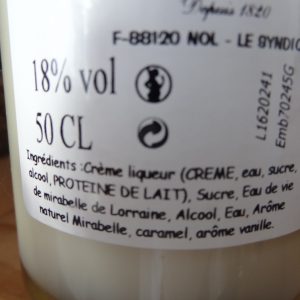 Depuis 1820
F-88120 NOL - LE SYNDIC
18% vol
50 CL
L1620241
Emb70245G
Ingrédients :Crème liqueur (CREME, eau, sucre,
alcool, PROTEINE DE LAIT), Sucre, Eau de vie
de mirabelle de Lorraine, Alcool, Eau, Arôme
naturel Mirabelle, caramel, arôme vanille.